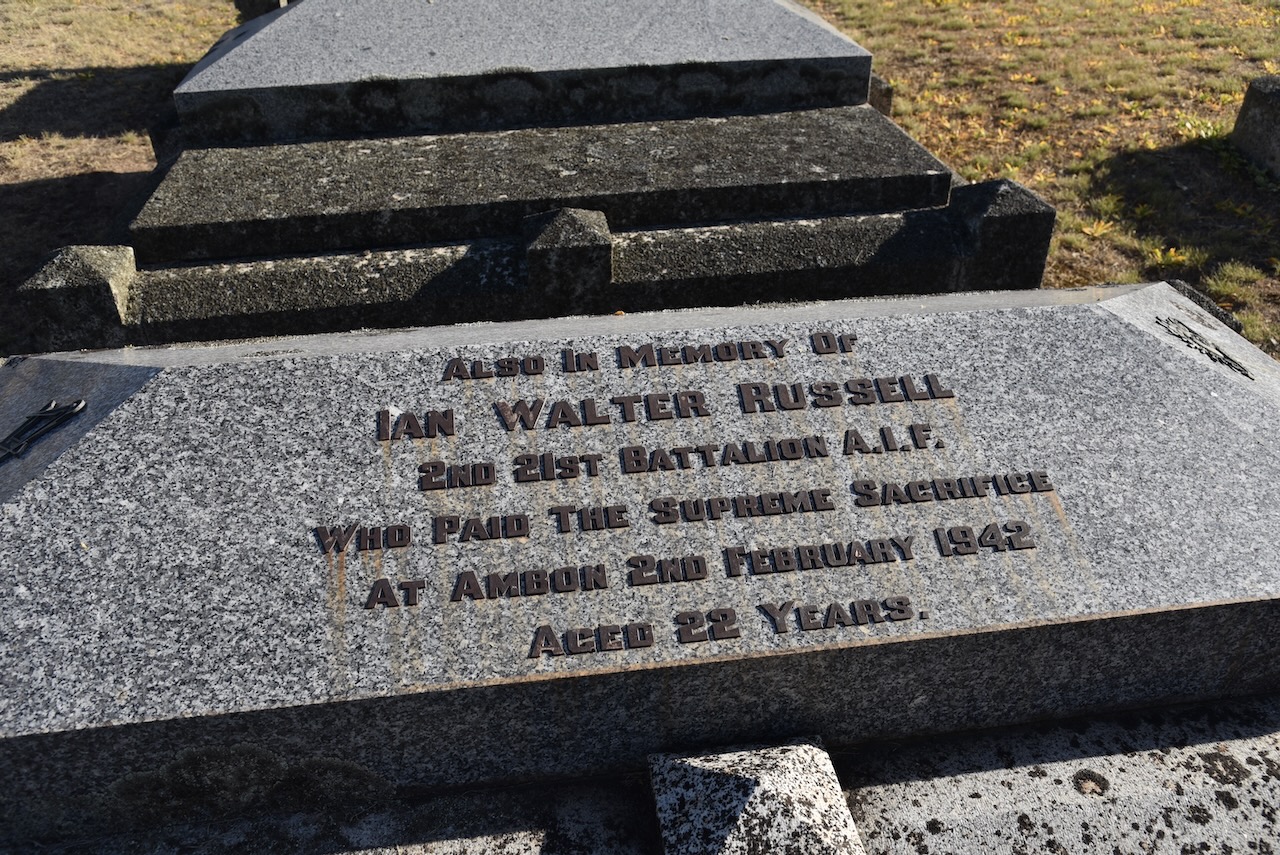 Also In Memory Of
Ian Walter Russell
2nd 21st Battalion A.I.F.
Who Paid The Supreme Sacrifice
At Ambon 2nd February 1942
Aged 22 Years.